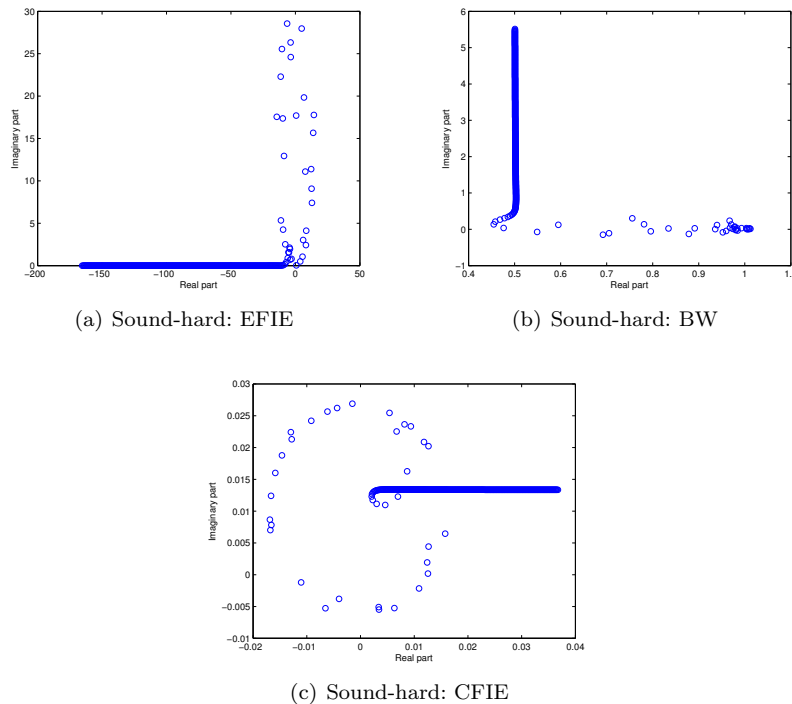 30
25
20
15
10
5
0
Imaginary part
−200 −150 −100 −50 0 50
Real part
(a) Sound-hard: EFIE
6
5
4
3
2
1
0
−1
Imaginary part
0.4 0.5 0.6 0.7 0.8 0.9 1 1.
Real part
(b) Sound-hard: BW
0.03
0.025
0.02
0.015
0.01
0.005
0
−0.005
−0.01
Imaginary part
−0.02 −0.01 0 0.01 0.02 0.03 0.04
Real part
(c) Sound-hard: CFIE